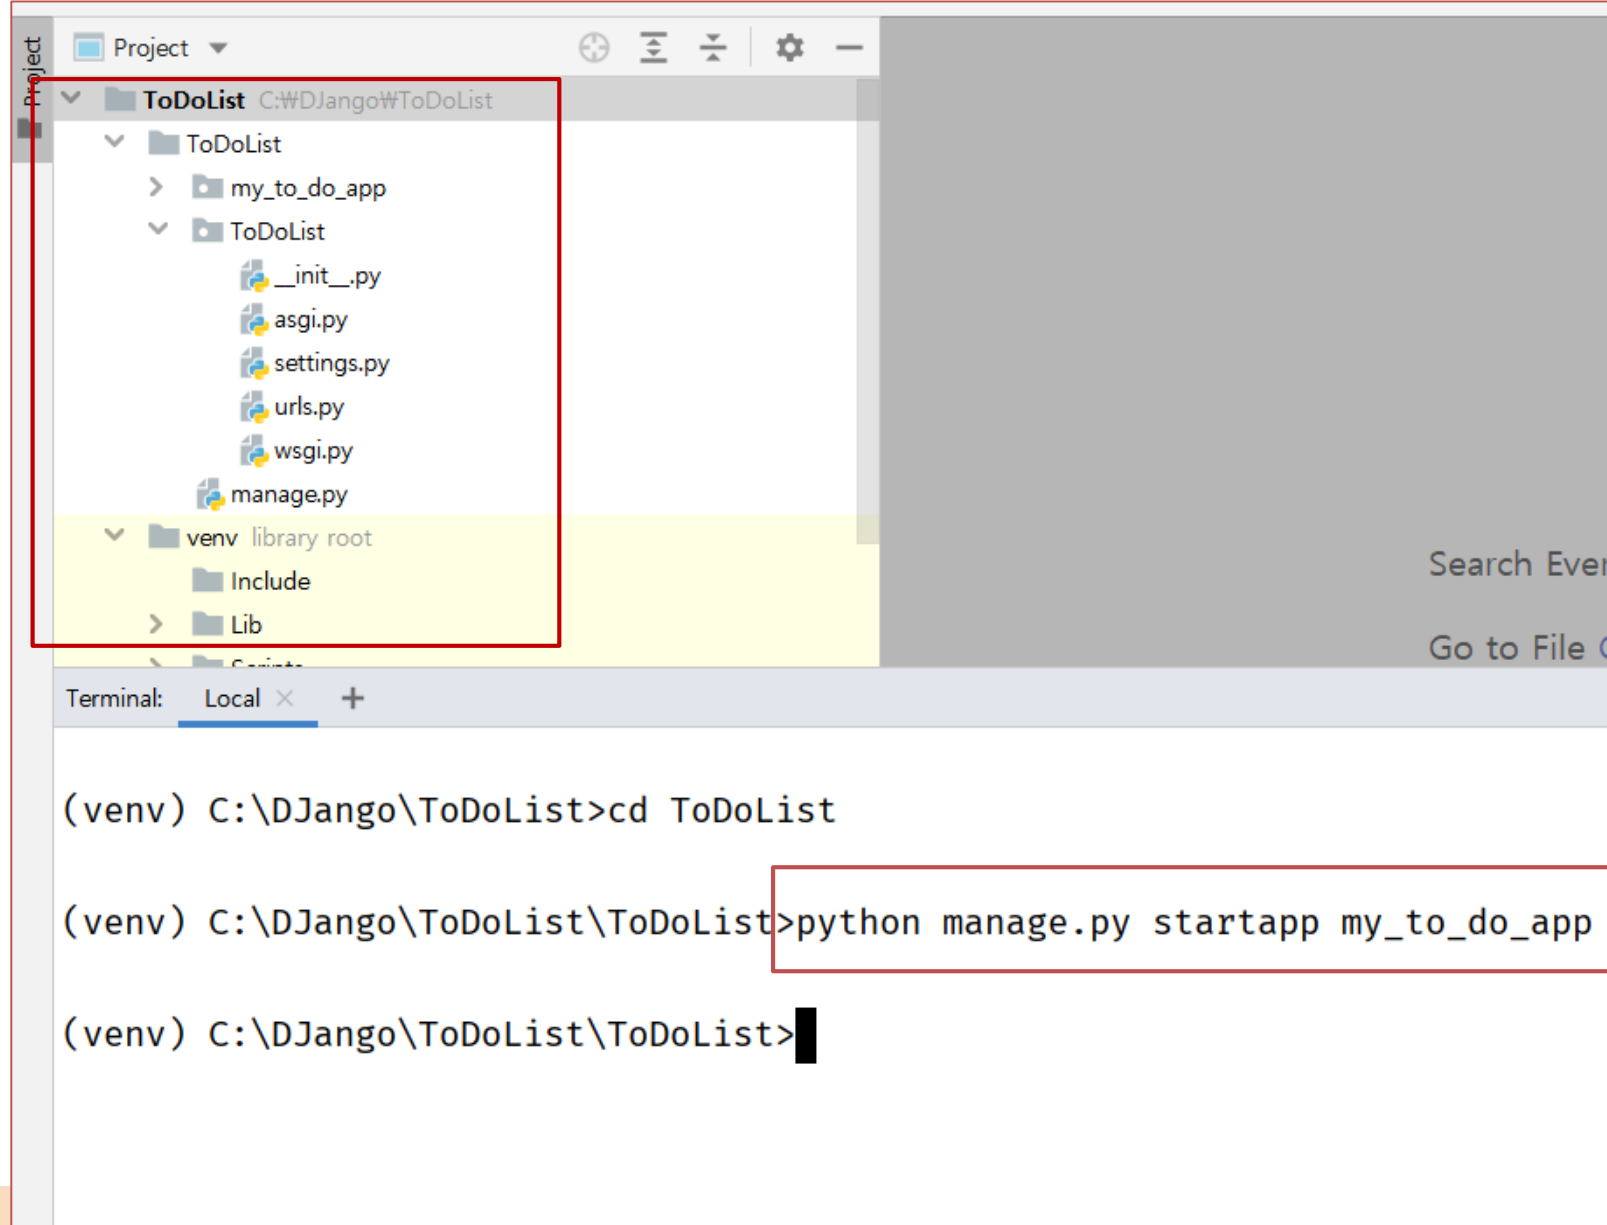 Project
Project
ToDoList C:₩DJango₩ToDoList
ToDoList
my_to_do_app
ToDoList
__init__.py
asgi.py
settings.py
urls.py
wsgi.py
manage.py
venv library root
Include
Lib
Scripts
Search Ever
Go to File
Terminal: Local
(venv) C:\DJango\ToDoList>cd ToDoList
(venv) C:\DJango\ToDoList\ToDoList>python manage.py startapp my_to_do_app
(venv) C:\DJango\ToDoList\ToDoList>